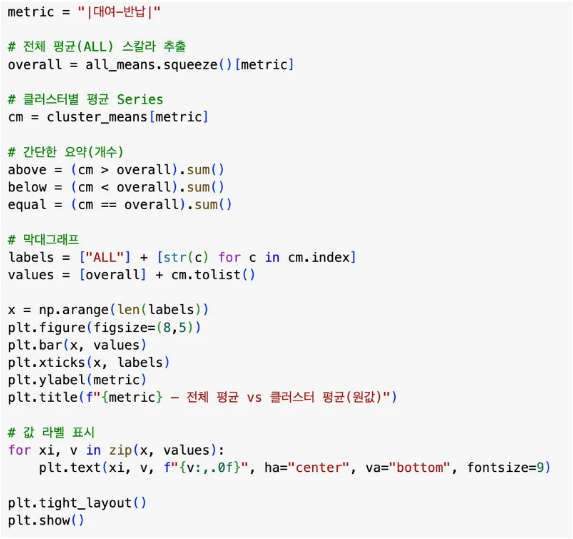 metric = "|대여-반납|"

# 전체 평균(ALL) 스칼라 추출
overall = all_means.squeeze()[metric]

# 클러스터별 평균 Series
cm = cluster_means[metric]

# 간단한 요약(개수)
above = (cm > overall).sum()
below = (cm < overall).sum()
equal = (cm == overall).sum()

# 막대그래프
labels = ["ALL"] + [str(c) for c in cm.index]
values = [overall] + cm.tolist()

x = np.arange(len(labels))
plt.figure(figsize=(8,5))
plt.bar(x, values)
plt.xticks(x, labels)
plt.ylabel(metric)
plt.title(f"{metric} – 전체 평균 vs 클러스터 평균(원값)")

# 값 라벨 표시
for xi, v in zip(x, values):
    plt.text(xi, v, f"{v:,.0f}", ha="center", va="bottom", fontsize=9)

plt.tight_layout()
plt.show()